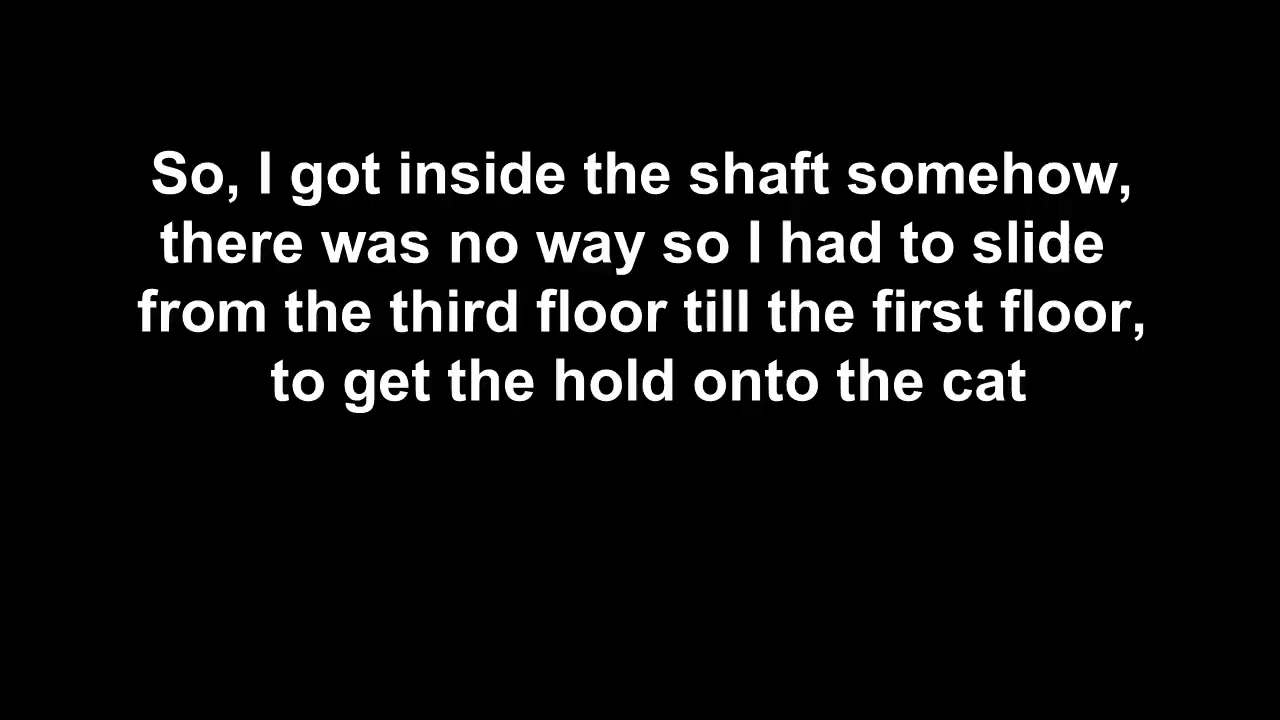 So, I got inside the shaft somehow,
there was no way so I had to slide
from the third floor till the first floor,
to get the hold onto the cat